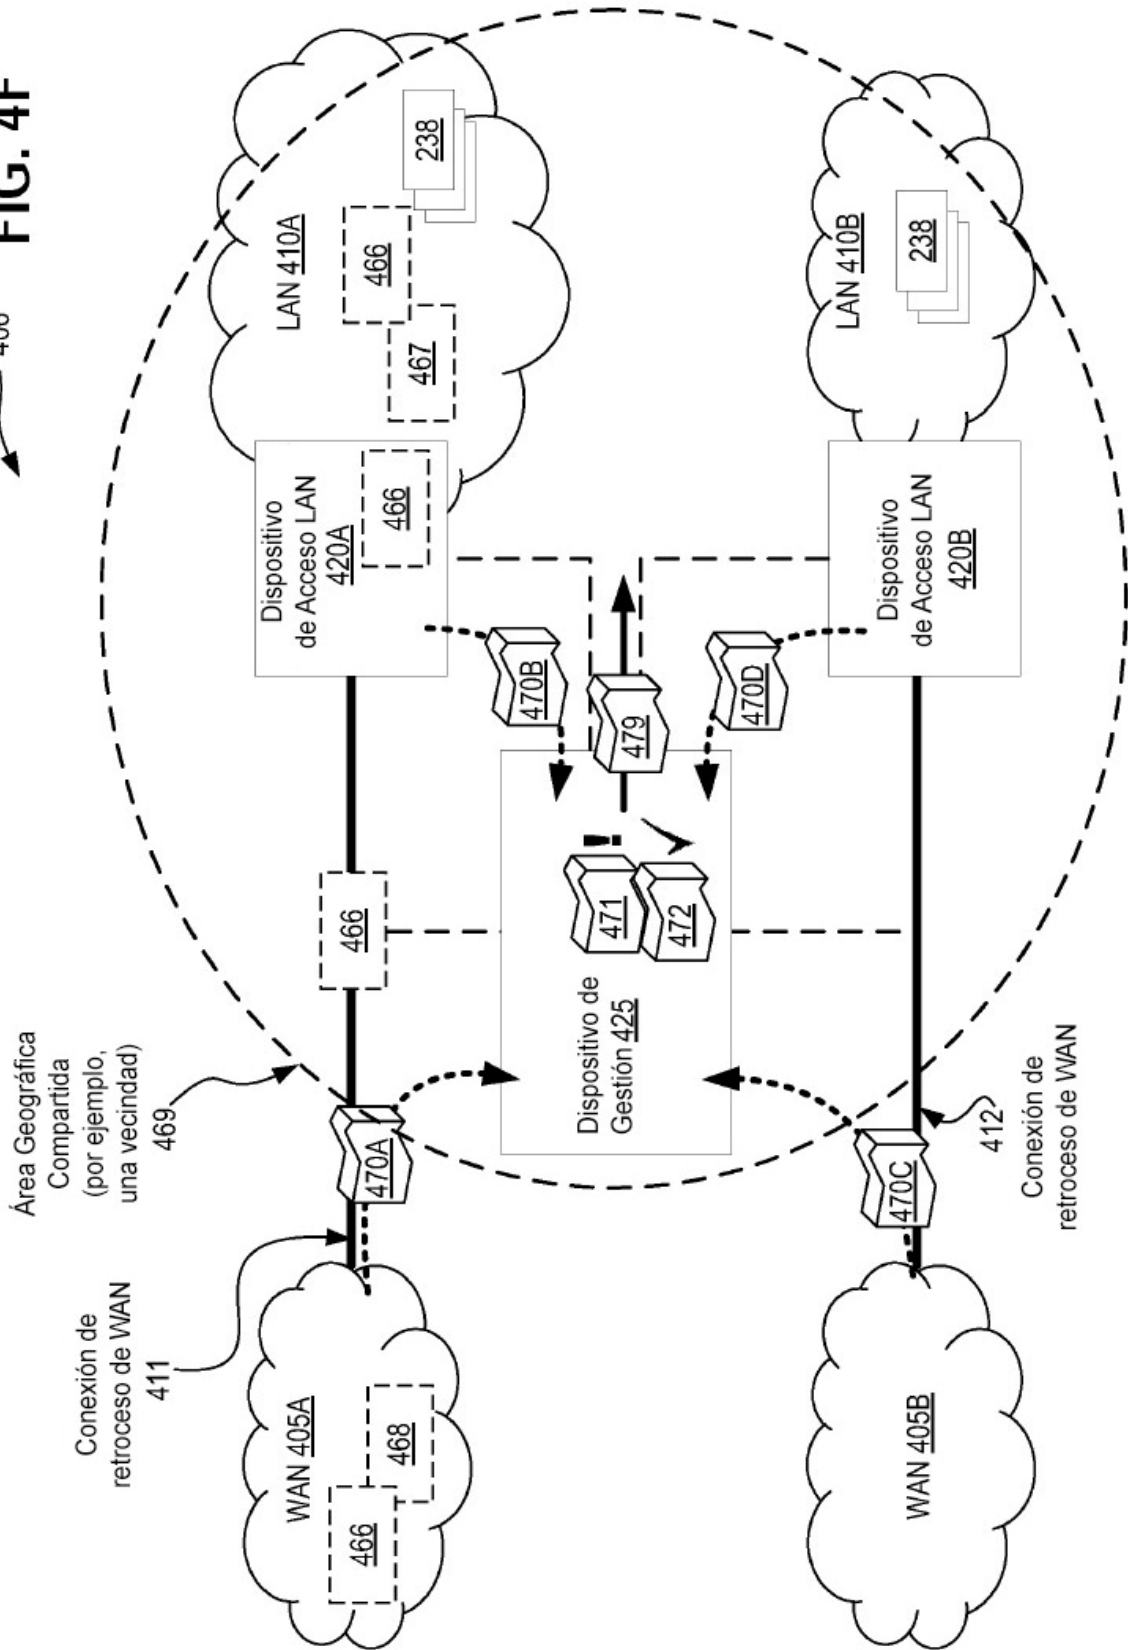 FIG. 4F
Área Geográfica
Compartida
(por ejemplo,
una vecindad)
469
Conexión de
retroceso de WAN
411
WAN 405A
466
468
470A
466
Dispositivo
de Acceso LAN
420A
466
LAN 410A
466
467
238
470B
Dispositivo de
Gestión 425
471
472
!
479
470D
WAN 405B
470C
412
Conexión de
retroceso de WAN
Dispositivo
de Acceso LAN
420B
LAN 410B
238